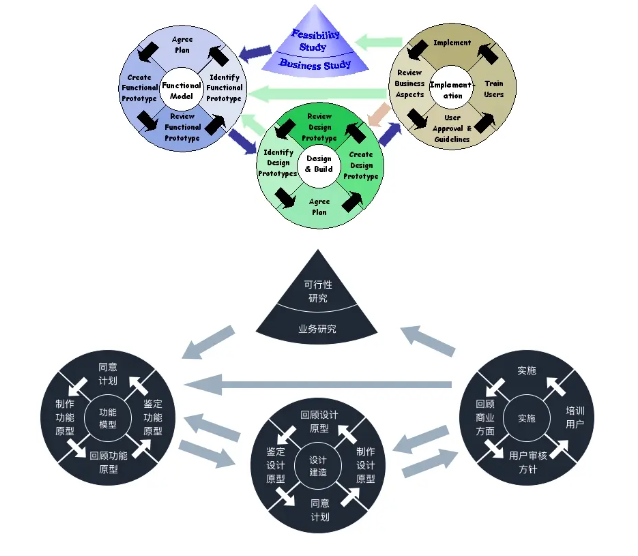 Feasibility
Study
Business Study
Agree
Plan
Create
Functional
Prototype
Functional
Model
Identify
Functional
Prototype
Review
Functional
Prototype
Implement
Review
Business
Aspects
Implement-
ation
Train
Users
User
Approval &
Guidelines
Review
Design
Prototype
Identify
Design
Prototypes
Design
& Build
Create
Design
Prototype
Agree
Plan
可行性
研究
业务研究
同意
计划
制作
功能
原型
功能
模型
鉴定
功能
原型
回顾功能
原型
回顾设计
原型
鉴定
设计
原型
设计
建造
制作
设计
原型
同意
计划
实施
回顾
商业
方面
实施
培训
用户
用户审核
方针